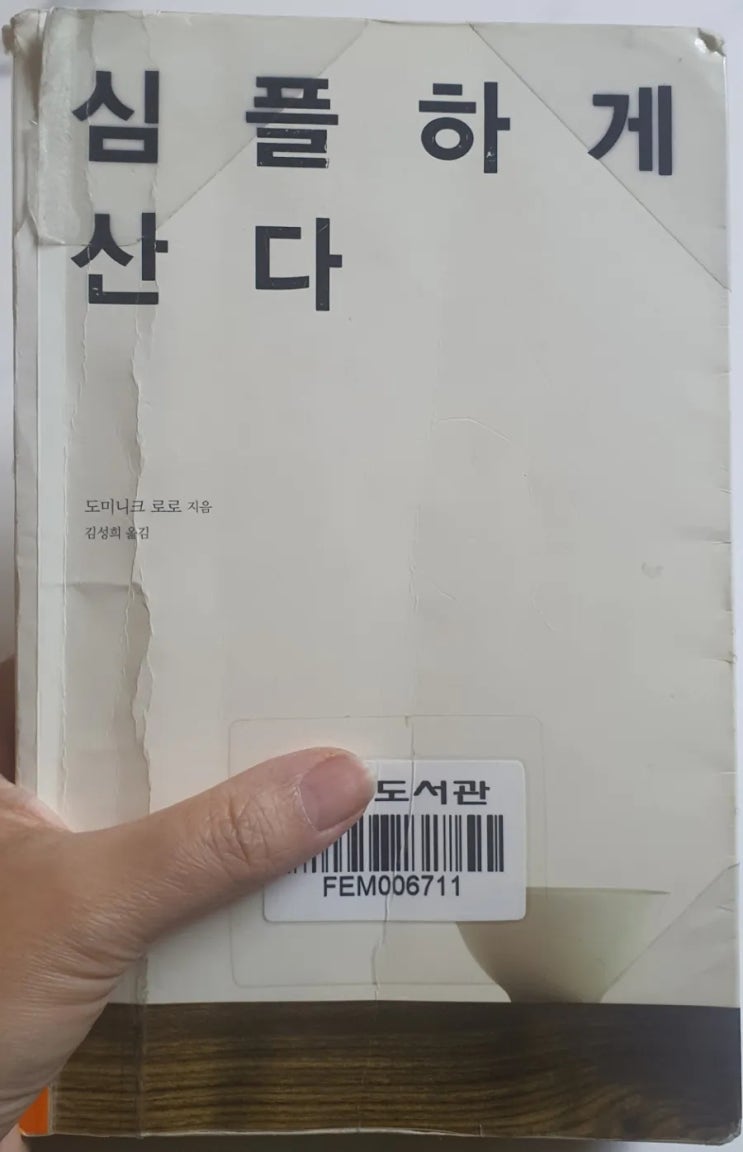 심플하게
산다
도미니크 로로 지음
김성희 옮김
도서관
FEM006711